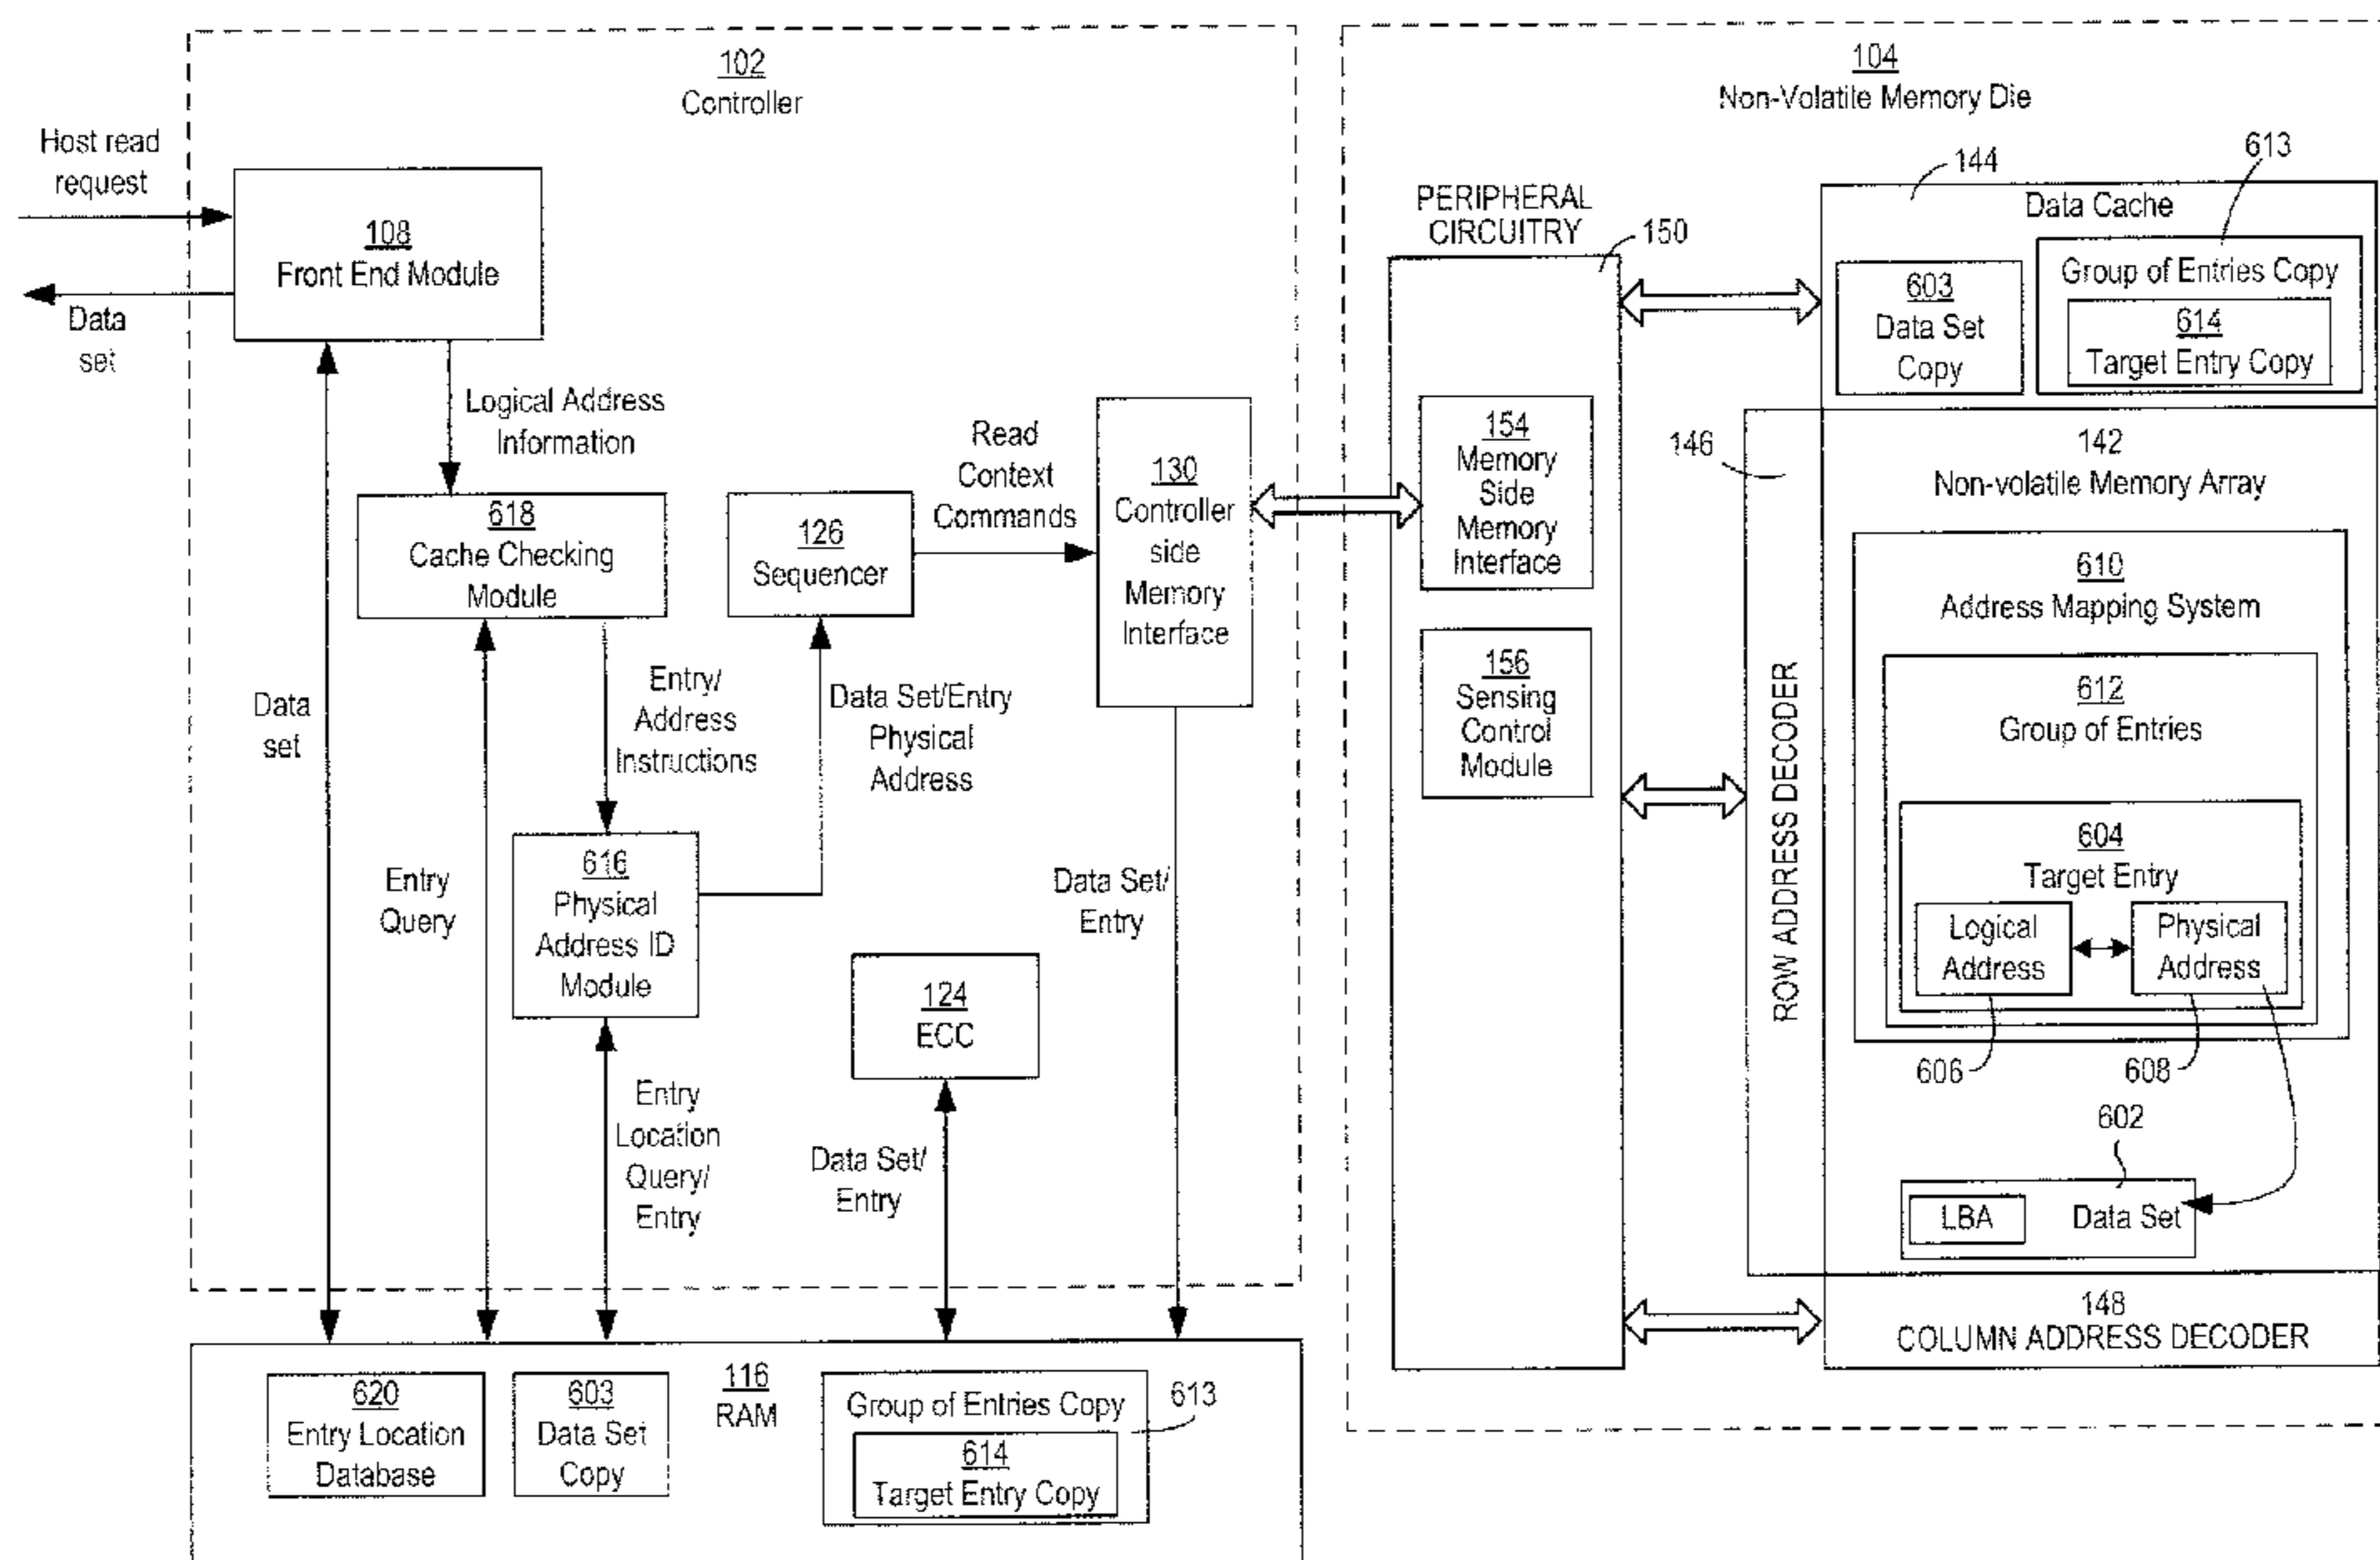 102
Controller
Host read
request
108
Front End Module
Data
set
Logical Address
Information
618
Cache Checking
Module
126
Sequencer
Read
Context
Commands
130
Controller
side
Memory
Interface
Data
set
Entry
Query
Entry/
Address
Instructions
Data Set/Entry
Physical
Address
616
Physical
Address ID
Module
Entry
Location
Query/
Entry
124
ECC
Data Set/
Entry
Data Set/
Entry
116
RAM
620
Entry Location
Database
603
Data Set
Copy
Group of Entries Copy
613
614
Target Entry Copy
104
Non-Volatile Memory Die
PERIPHERAL
CIRCUITRY
150
154
Memory
Side
Memory
Interface
156
Sensing
Control
Module
144
613
Data Cache
603
Data Set
Copy
Group of Entries Copy
614
Target Entry Copy
146
ROW ADDRESS DECODER
142
Non-volatile Memory Array
610
Address Mapping System
612
Group of Entries
604
Target Entry
Logical
Address
Physical
Address
606
608
602
LBA
Data Set
148
COLUMN ADDRESS DECODER